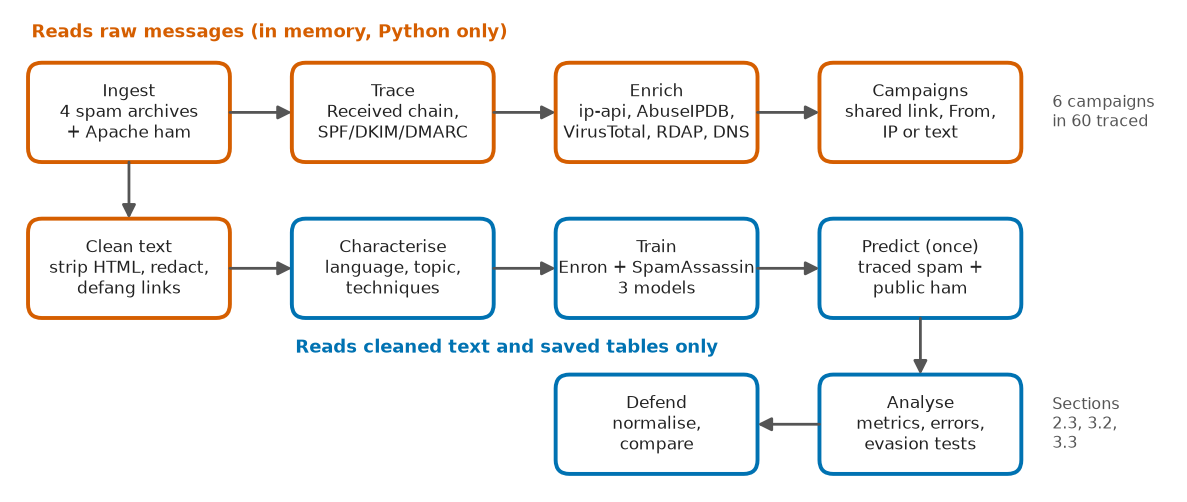 Reads raw messages (in memory, Python only)
Ingest
4 spam archives
+ Apache ham
Trace
Received chain,
SPF/DKIM/DMARC
Enrich
ip-api, AbuseIPDB,
VirusTotal, RDAP, DNS
Campaigns
shared link, From,
IP or text
6 campaigns
in 60 traced
Clean text
strip HTML, redact,
defang links
Characterise
language, topic,
techniques
Train
Enron + SpamAssassin
3 models
Predict (once)
traced spam +
public ham
Reads cleaned text and saved tables only
Defend
normalise,
compare
Analyse
metrics, errors,
evasion tests
Sections
2.3, 3.2,
3.3